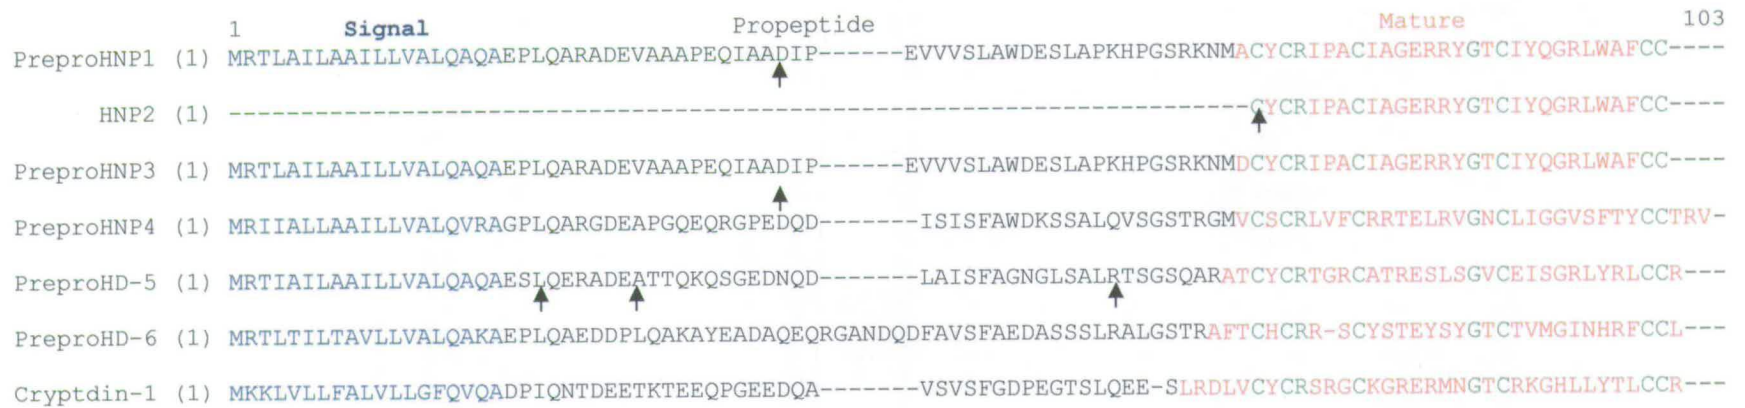 1 Signal Propeptide Mature 103
PreproHNP1 (1) MRTLAILAAILLVALQAQAEPLQARADEVAAAPEQIAADIP------EVVVSLAWDESLAPKHPGSRKNMACYCRIPACIAGERRYGTCIYQGRLWAFCC----
HNP2 (1) ------------------------------------------------------------------------CYCRIPACIAGERRYGTCIYQGRLWAFCC----
PreproHNP3 (1) MRTLAILAAILLVALQAQAEPLQARADEVAAAPEQIAADIP------EVVVSLAWDESLAPKHPGSRKNMDCYCRIPACIAGERRYGTCIYQGRLWAFCC----
PreproHNP4 (1) MRIIALLAAILLVALQVRAGPLQARGDEAPGQEQRGPEDQD-------ISISFAWDKSSALQVSGSTRGMVCSCRLVFCRRTELRVGNCLIGGVSFTYCCTRV-
PreproHD-5 (1) MRTIAILAAILLVALQAQAESLQERADEATTQKQSGEDNQD-------LAISFAGNGLSALRTSGSQARATCYCRTGRCATRESLSGVCEISGRLYRLCCR---
PreproHD-6 (1) MRTLTILTAVLLVALQAKAEPLQAEDDPLQAKAYEADAQEQRGANDQDFAVSFAEDASSSLRALGSTRAFTCHCRR-SCYSTEYSYGTCTVMGINHRFCCL---
Cryptdin-1 (1) MKKLVLLFALVLLGFQVQADPIQNTDEETKTEEQPGEEDQA-------VSVSFGDPEGTSLQEE-SLRDLVCYCRSRGCKGRERMNGTCRKGHLLYTLCCR---